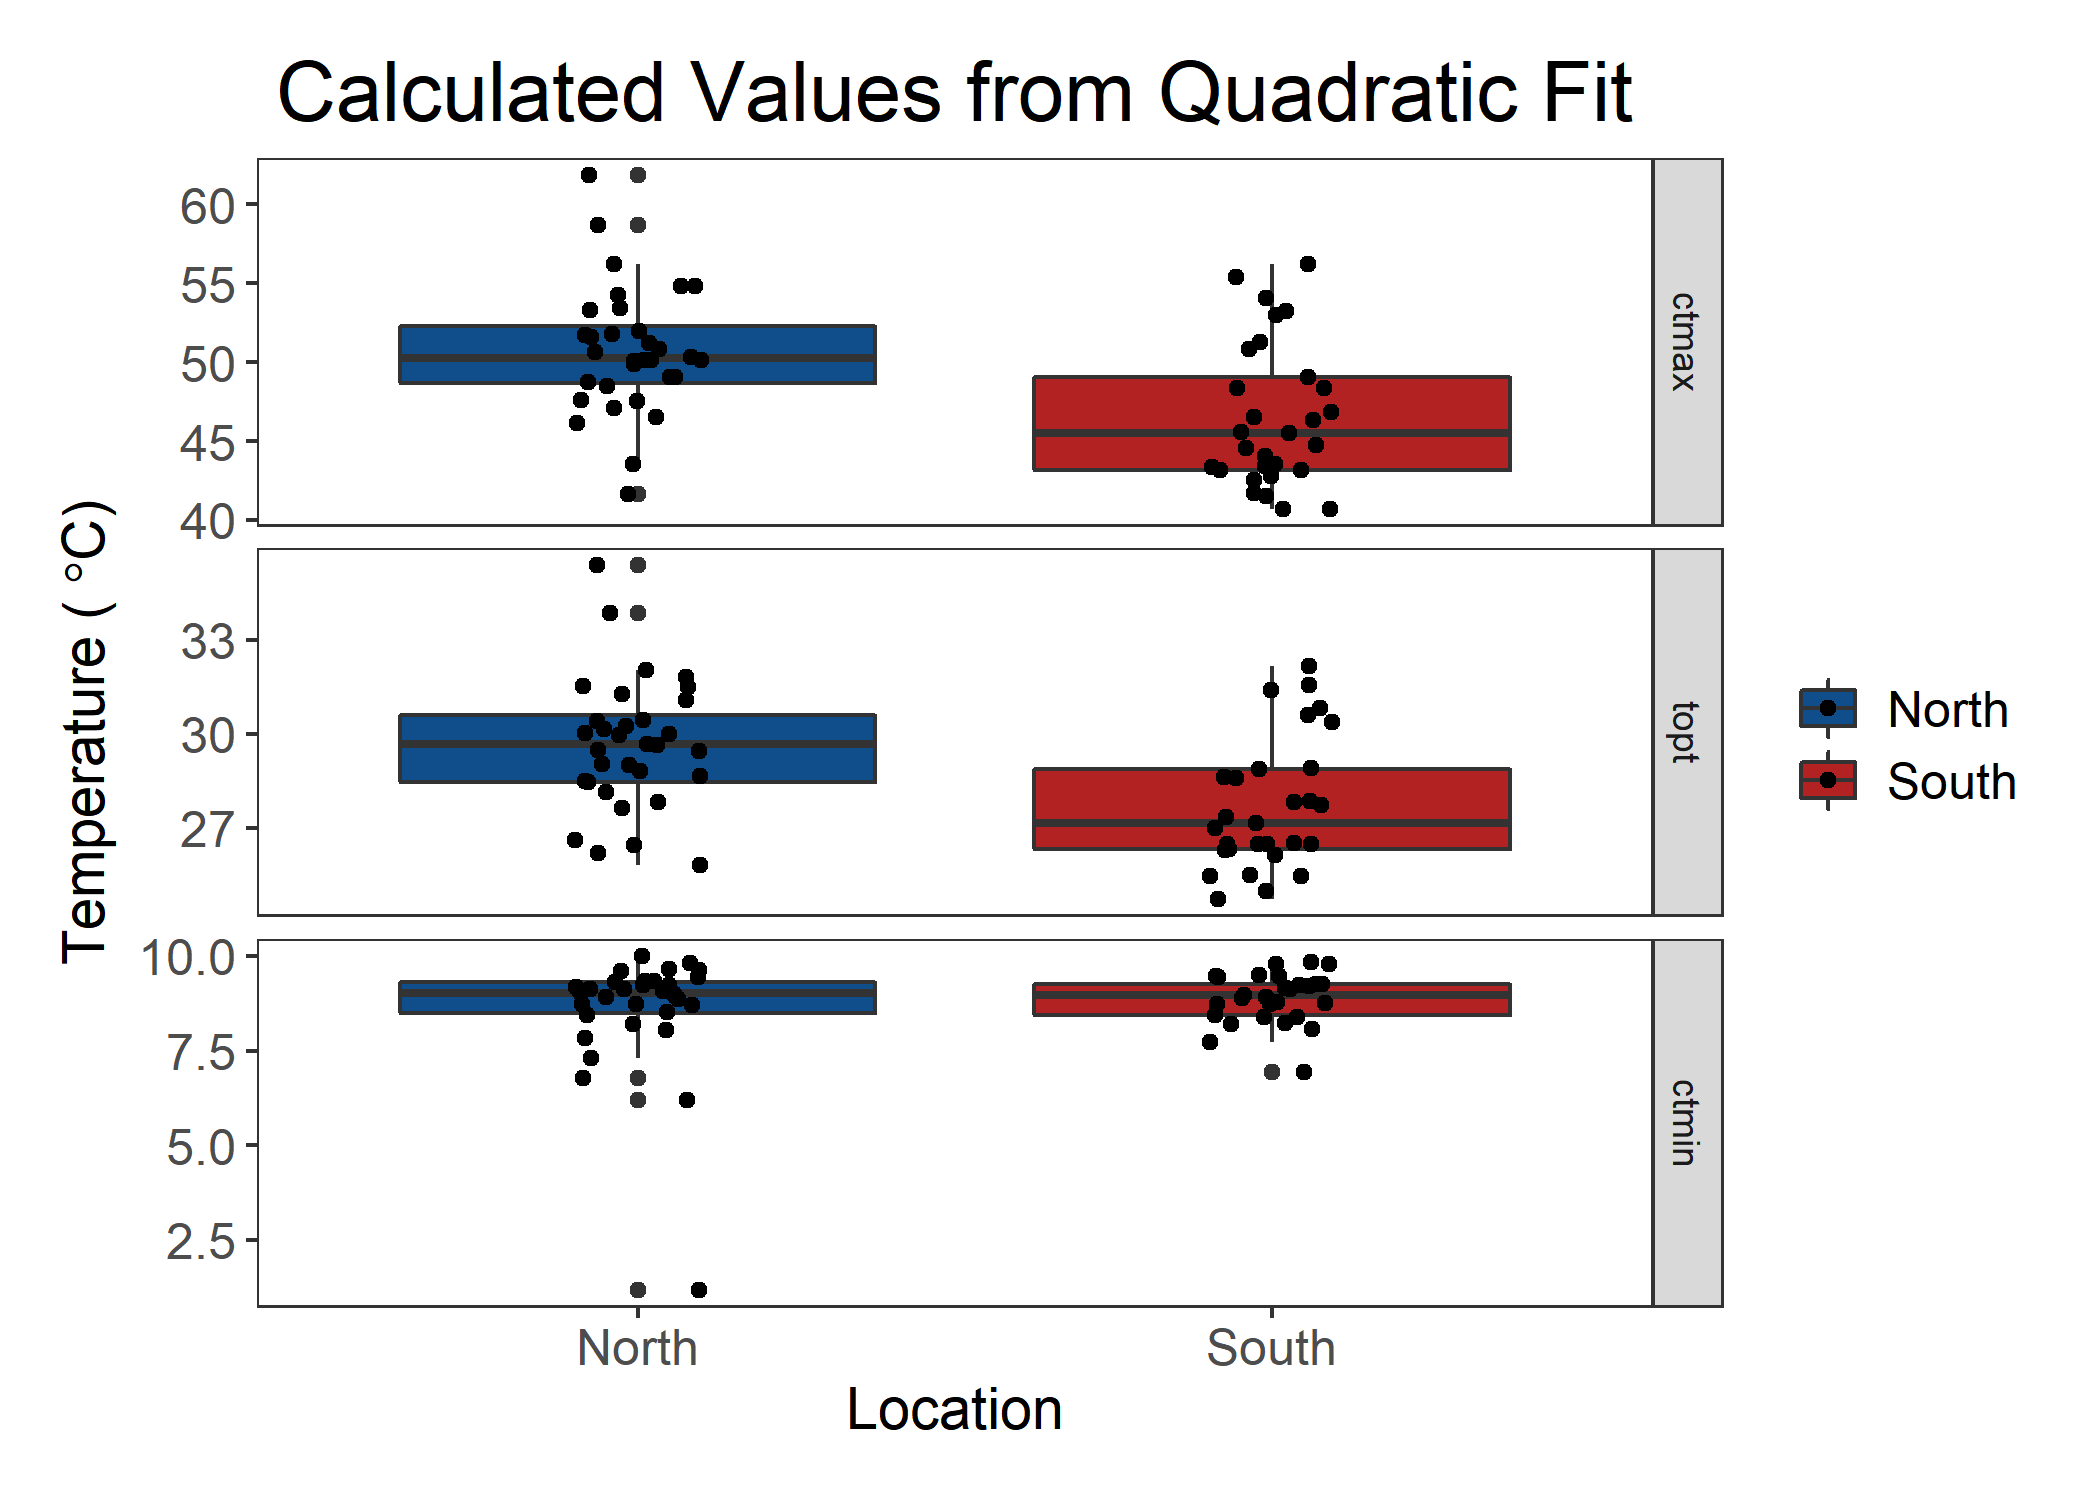 Calculated Values from Quadratic Fit
60
55
50
45
40
ctmax
33
30
27
topt
10.0
7.5
5.0
2.5
ctmin
Temperature ( °C)
North
South
Location
North
South